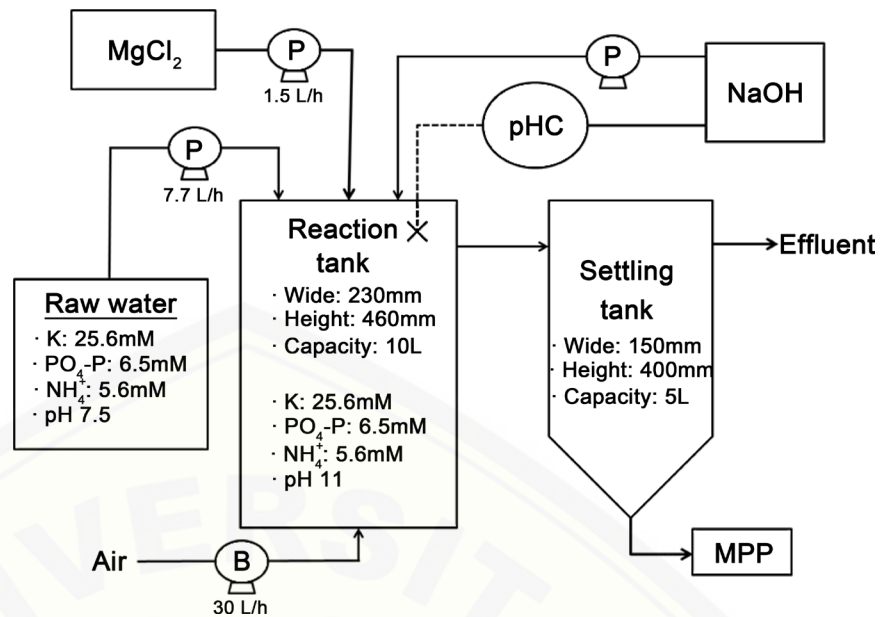 MgCl₂
P
1.5 L/h
P
NaOH
pHC
P
7.7 L/h
Raw water
· K: 25.6mM
· PO₄-P: 6.5mM
· NH₄⁺: 5.6mM
· pH 7.5
Reaction
tank
· Wide: 230mm
· Height: 460mm
· Capacity: 10L
· K: 25.6mM
· PO₄-P: 6.5mM
· NH₄⁺: 5.6mM
· pH 11
Settling
tank
· Wide: 150mm
· Height: 400mm
· Capacity: 5L
Effluent
Air
B
30 L/h
MPP
VERSIT